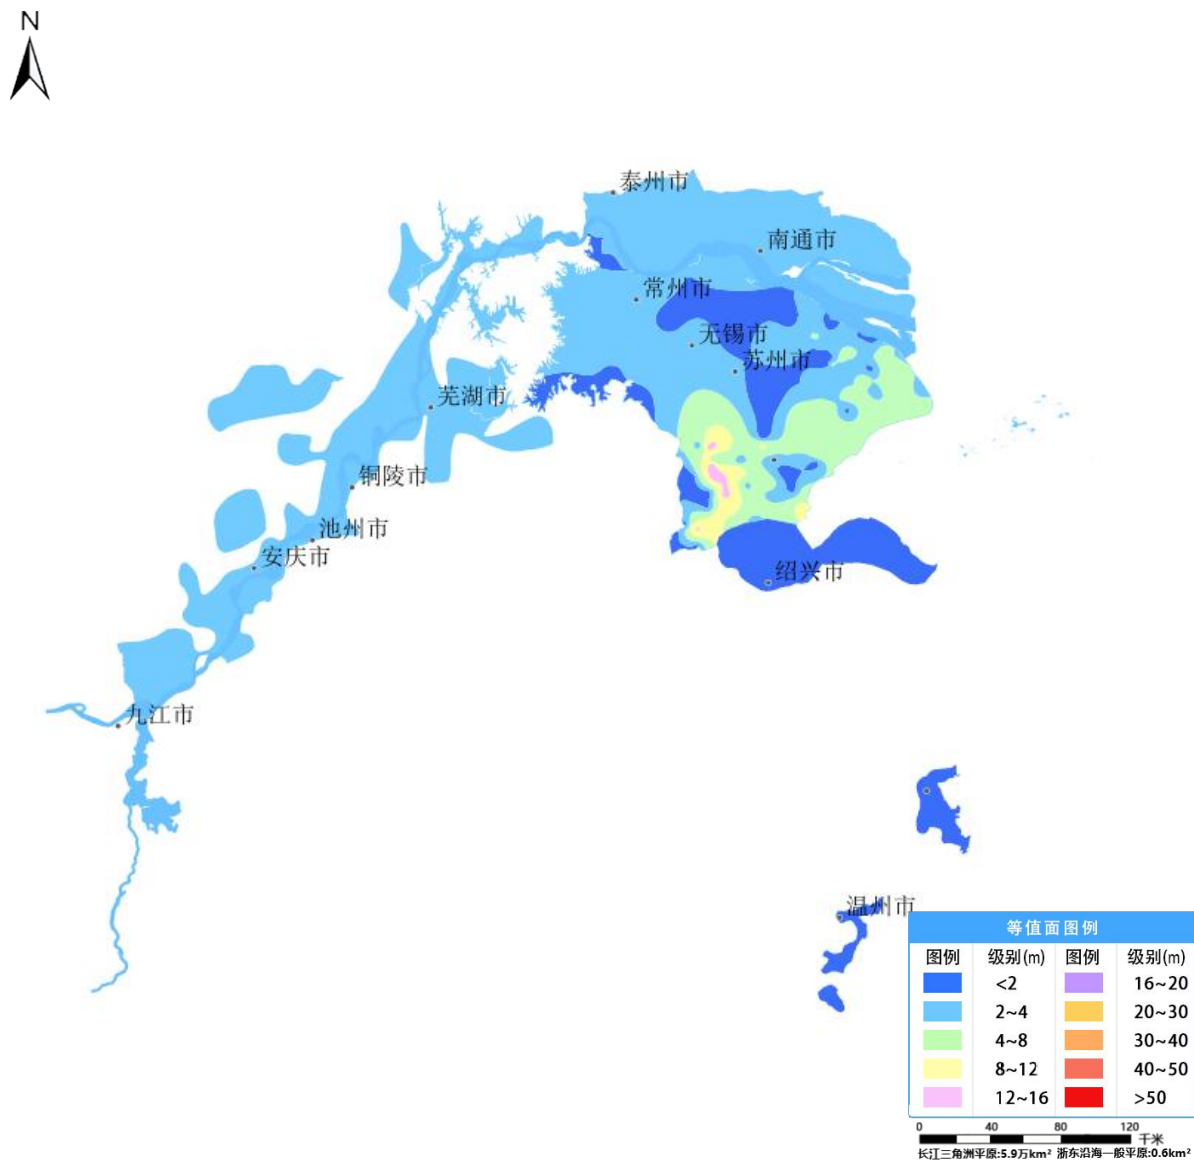 N
泰州市
南通市
常州市
无锡市
苏州市
芜湖市
铜陵市
池州市
安庆市
绍兴市
九江市
温州市
等值面图例
图例 级别(m) 图例 级别(m)
<2 16~20
2~4 20~30
4~8 30~40
8~12 40~50
12~16 >50
0 40 80 120
千米
长江三角洲平原:5.9万km² 浙东沿海一般平原:0.6km²